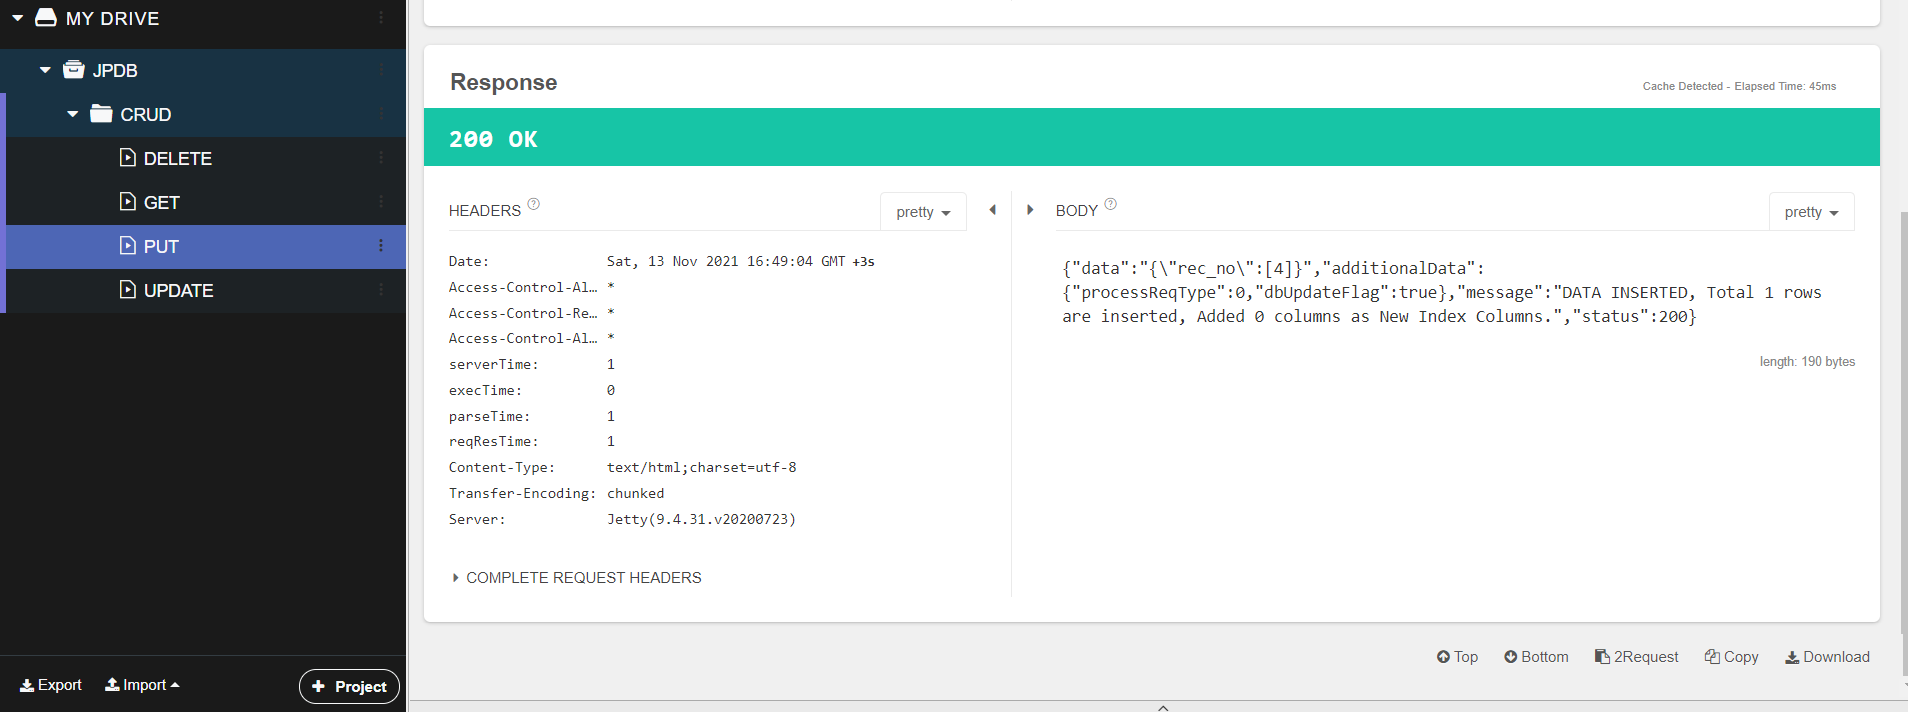 MY DRIVE
JPDB
CRUD
DELETE
GET
PUT
UPDATE
Export
Import
+ Project
Response
Cache Detected - Elapsed Time: 45ms
200 OK
HEADERS ?
pretty
BODY ?
pretty
Date: Sat, 13 Nov 2021 16:49:04 GMT +3s
Access-Control-Al… *
Access-Control-Re… *
Access-Control-Al… *
serverTime: 1
execTime: 0
parseTime: 1
reqResTime: 1
Content-Type: text/html;charset=utf-8
Transfer-Encoding: chunked
Server: Jetty(9.4.31.v20200723)
COMPLETE REQUEST HEADERS
{"data":"{\"rec_no\":[4]}","additionalData":
{"processReqType":0,"dbUpdateFlag":true},"message":"DATA INSERTED, Total 1 rows
are inserted, Added 0 columns as New Index Columns.","status":200}
length: 190 bytes
Top
Bottom
2Request
Copy
Download